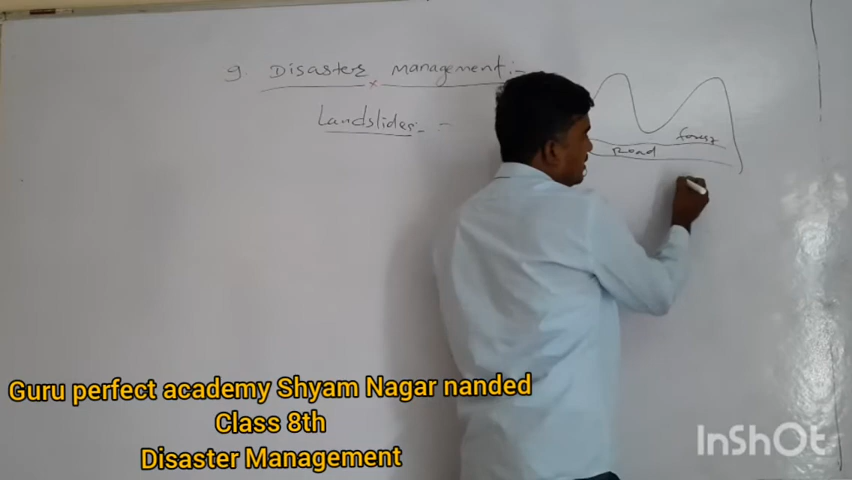 9. Disasters management :-
Landslides :-
forest
Road
Guru perfect academy Shyam Nagar nanded
Class 8th
Disaster Management
InShOt